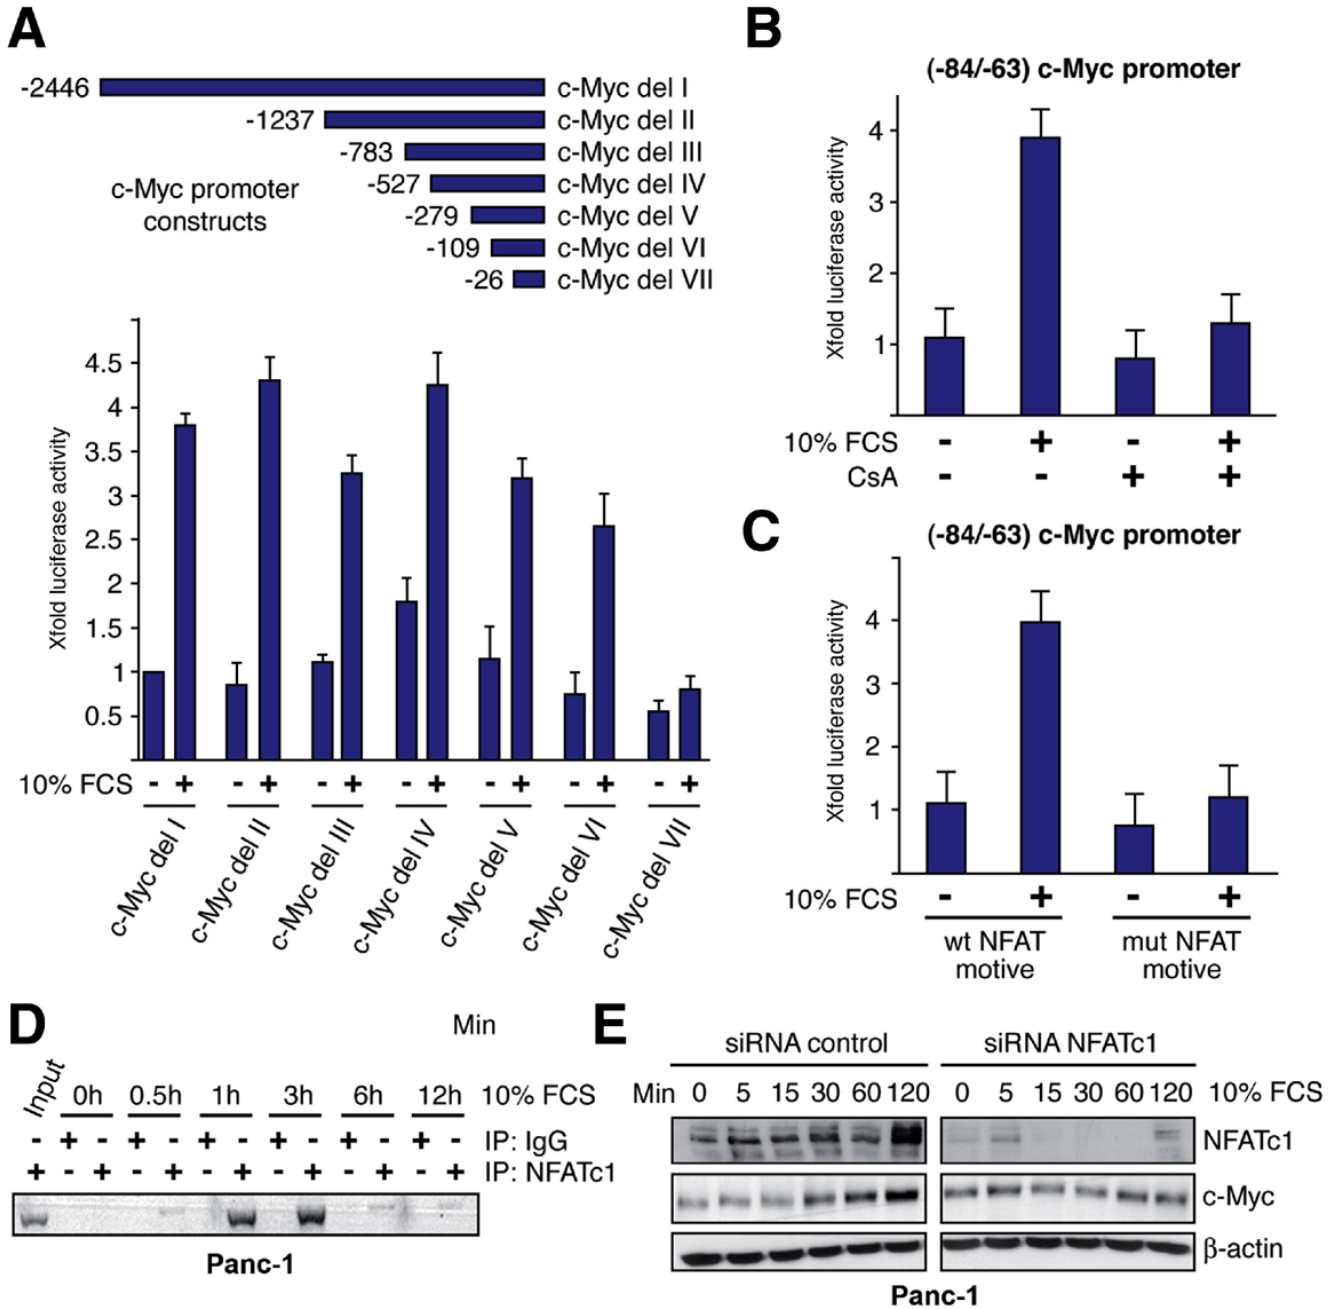 A
-2446 c-Myc del I
-1237 c-Myc del II
-783 c-Myc del III
-527 c-Myc del IV
-279 c-Myc del V
-109 c-Myc del VI
-26 c-Myc del VII
c-Myc promoter
constructs
Xfold luciferase activity
4.5
4
3.5
3
2.5
2
1.5
1
0.5
10% FCS - + - + - + - + - + - + - +
c-Myc del I
c-Myc del II
c-Myc del III
c-Myc del IV
c-Myc del V
c-Myc del VI
c-Myc del VII
B
(-84/-63) c-Myc promoter
Xfold luciferase activity
4
3
2
1
10% FCS - + - +
CsA - - + +
C
(-84/-63) c-Myc promoter
Xfold luciferase activity
4
3
2
1
10% FCS - + - +
wt NFAT
motive
mut NFAT
motive
D
Min
Input 0h 0.5h 1h 3h 6h 12h 10% FCS
- + - + - + - + - + - + - IP: IgG
+ - + - + - + - + - + - + IP: NFATc1
Panc-1
E
siRNA control siRNA NFATc1
Min 0 5 15 30 60 120 0 5 15 30 60 120 10% FCS
NFATc1
c-Myc
β-actin
Panc-1